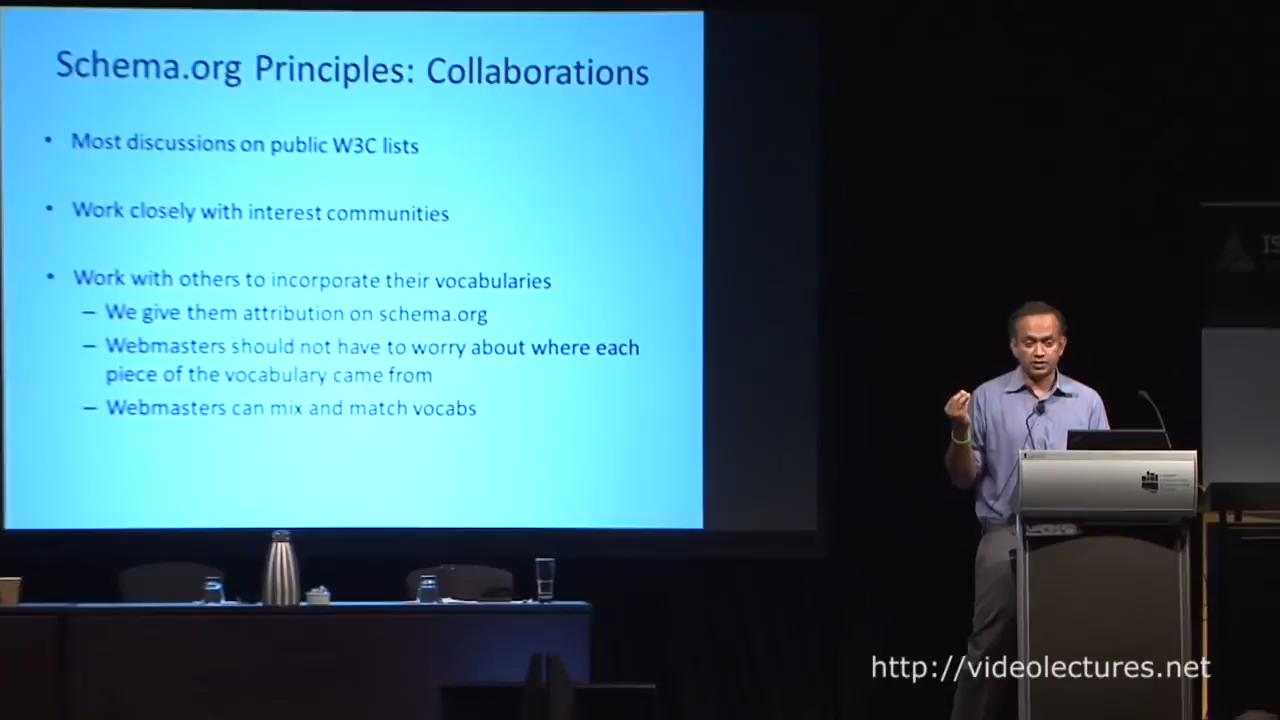 Schema.org Principles: Collaborations
• Most discussions on public W3C lists
• Work closely with interest communities
• Work with others to incorporate their vocabularies
– We give them attribution on schema.org
– Webmasters should not have to worry about where each
piece of the vocabulary came from
– Webmasters can mix and match vocabs
http://videolectures.net